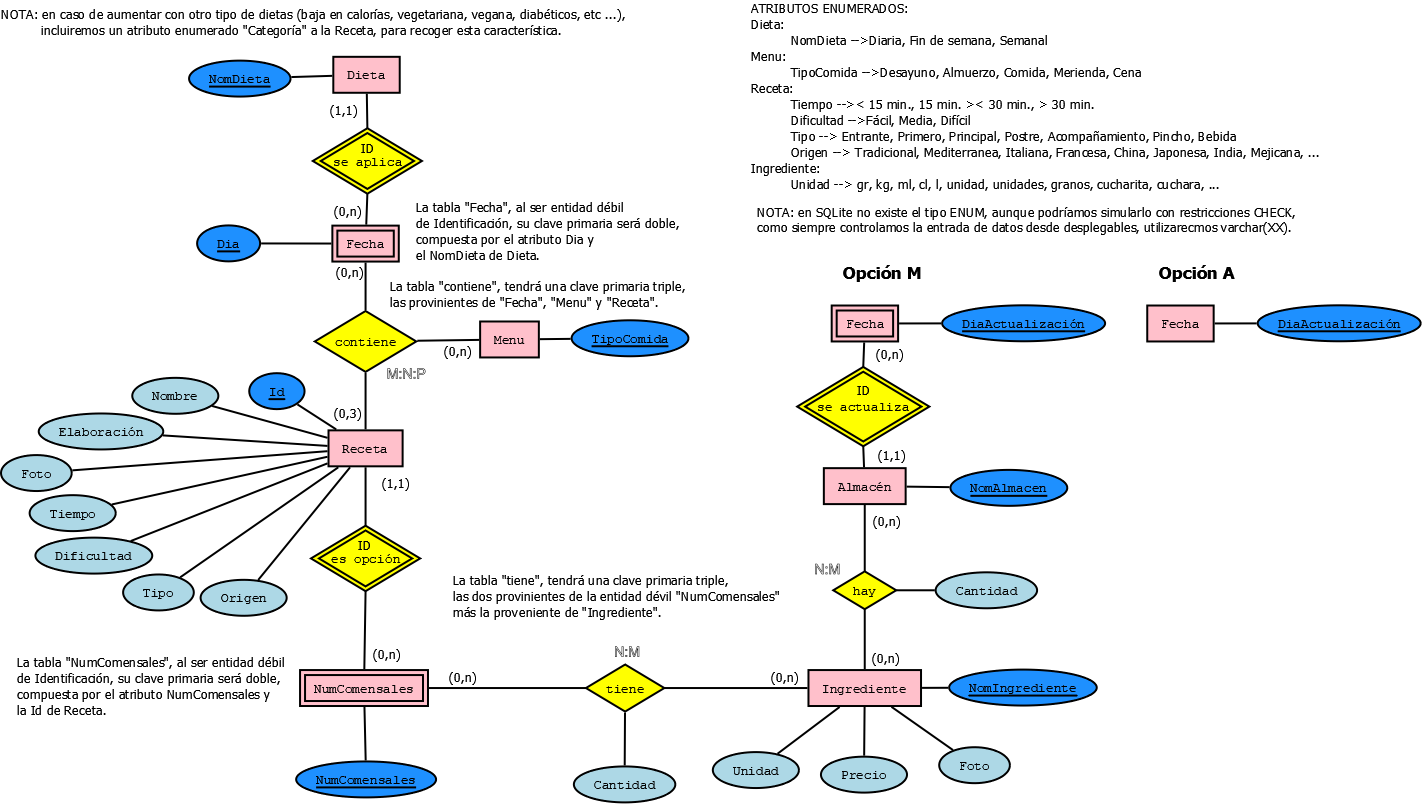 NOTA: en caso de aumentar con otro tipo de dietas (baja en calorías, vegetariana, vegana, diabéticos, etc ...),
incluiremos un atributo enumerado "Categoría" a la Receta, para recoger esta característica.
ATRIBUTOS ENUMERADOS:
Dieta:
NomDieta -->Diaria, Fin de semana, Semanal
Menu:
TipoComida -->Desayuno, Almuerzo, Comida, Merienda, Cena
Receta:
Tiempo --> < 15 min., 15 min. >< 30 min., > 30 min.
Dificultad -->Fácil, Media, Difícil
Tipo --> Entrante, Primero, Principal, Postre, Acompañamiento, Pincho, Bebida
Origen --> Tradicional, Mediterranea, Italiana, Francesa, China, Japonesa, India, Mejicana, ...
Ingrediente:
Unidad --> gr, kg, ml, cl, l, unidad, unidades, granos, cucharita, cuchara, ...
NOTA: en SQLite no existe el tipo ENUM, aunque podríamos simularlo con restricciones CHECK,
como siempre controlamos la entrada de datos desde desplegables, utilizarecmos varchar(XX).
NomDieta
Dieta
(1,1)
ID
se aplica
(0,n)
La tabla "Fecha", al ser entidad débil
de Identificación, su clave primaria será doble,
compuesta por el atributo Dia y
el NomDieta de Dieta.
Dia
Fecha
(0,n)
La tabla "contiene", tendrá una clave primaria triple,
las provinientes de "Fecha", "Menu" y "Receta".
contiene
(0,n)
Menu
TipoComida
M:N:P
(0,3)
Id
Nombre
Elaboración
Foto
Tiempo
Dificultad
Tipo
Origen
Receta
(1,1)
ID
es opción
(0,n)
La tabla "NumComensales", al ser entidad débil
de Identificación, su clave primaria será doble,
compuesta por el atributo NumComensales y
la Id de Receta.
NumComensales
NumComensales
La tabla "tiene", tendrá una clave primaria triple,
las dos provinientes de la entidad dévil "NumComensales"
más la proveniente de "Ingrediente".
N:M
(0,n)
tiene
(0,n)
Cantidad
Opción M
Opción A
Fecha
DiaActualización
Fecha
DiaActualización
(0,n)
ID
se actualiza
(1,1)
Almacén
NomAlmacen
(0,n)
N:M
hay
Cantidad
(0,n)
Ingrediente
NomIngrediente
Unidad
Precio
Foto